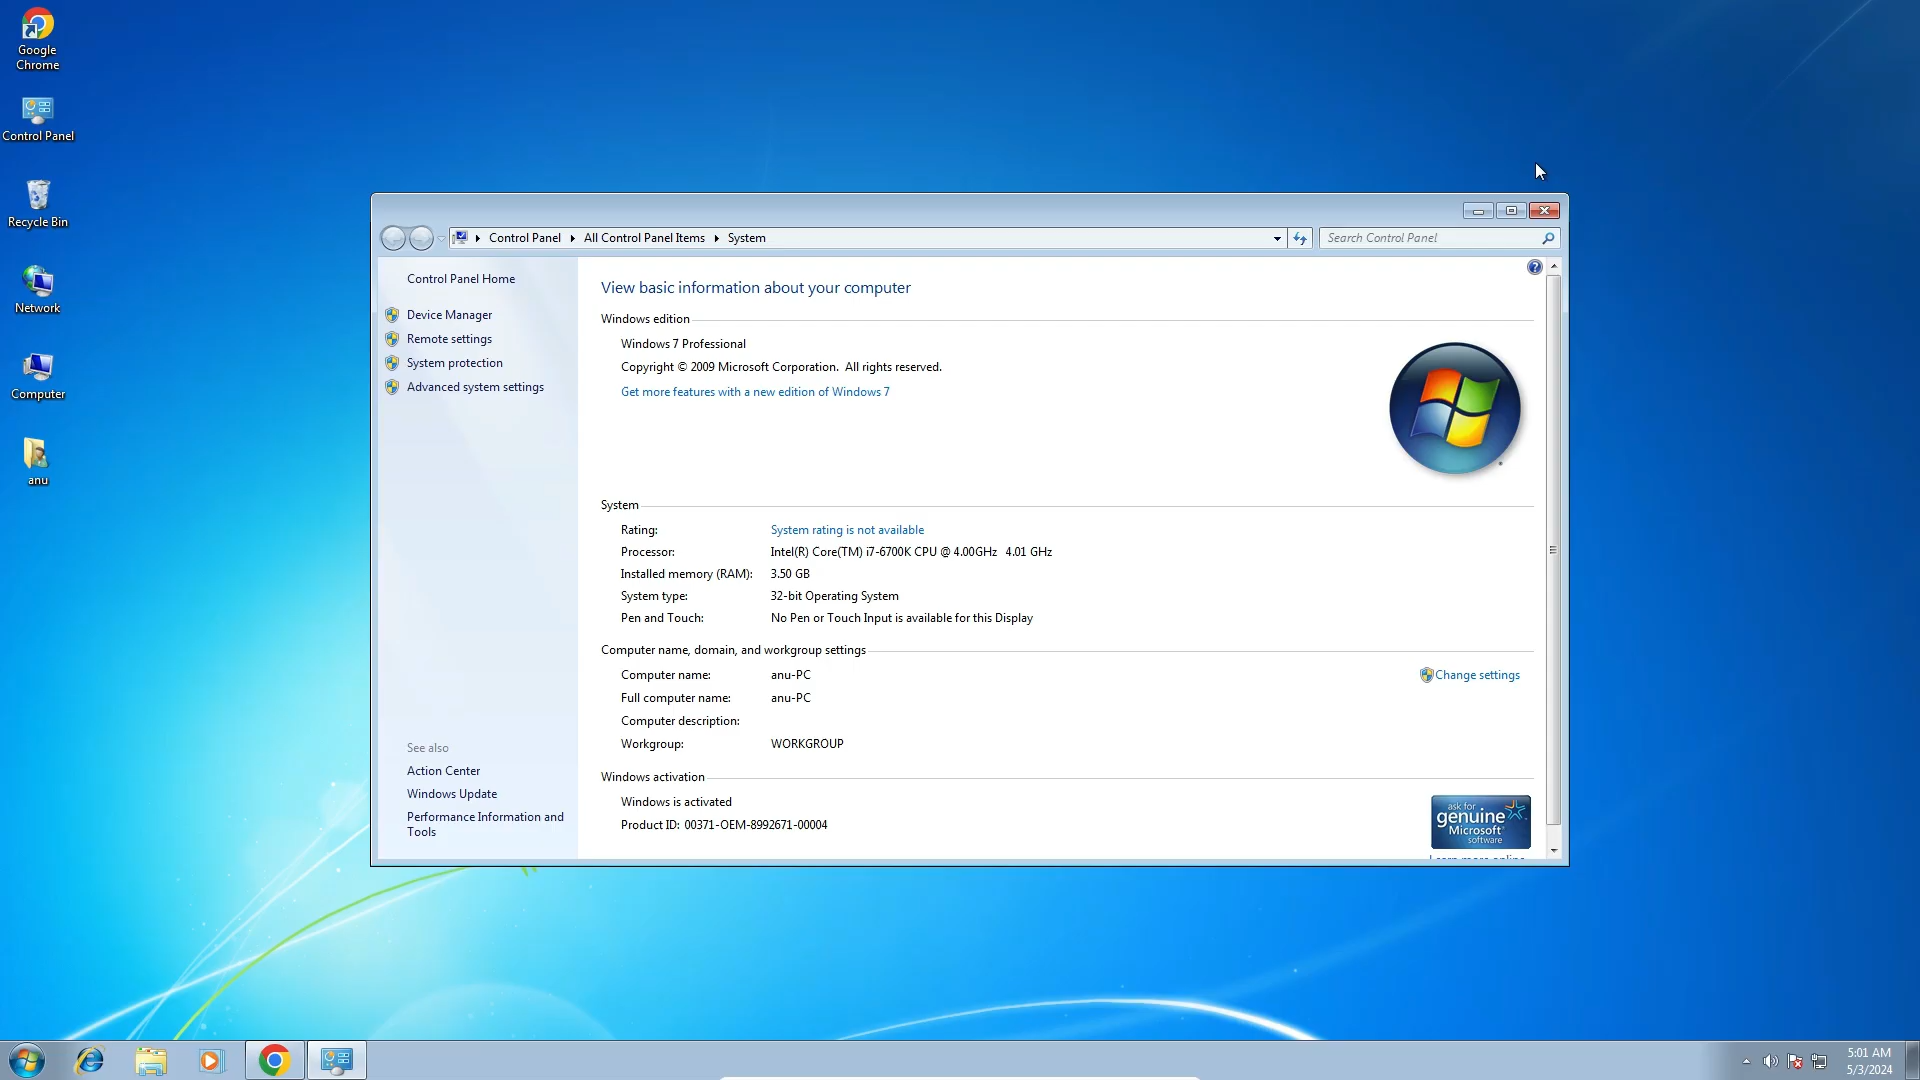 Google
Chrome
Control Panel
Recycle Bin
Network
Computer
anu
Control Panel
All Control Panel Items
System
Search Control Panel
Control Panel Home
Device Manager
Remote settings
System protection
Advanced system settings
See also
Action Center
Windows Update
Performance Information and
Tools
View basic information about your computer
Windows edition
Windows 7 Professional
Copyright © 2009 Microsoft Corporation.  All rights reserved.
Get more features with a new edition of Windows 7
System
Rating: System rating is not available
Processor: Intel(R) Core(TM) i7-6700K CPU @ 4.00GHz   4.01 GHz
Installed memory (RAM): 3.50 GB
System type: 32-bit Operating System
Pen and Touch: No Pen or Touch Input is available for this Display
Computer name, domain, and workgroup settings
Computer name: anu-PC
Change settings
Full computer name: anu-PC
Computer description:
Workgroup: WORKGROUP
Windows activation
Windows is activated
Product ID: 00371-OEM-8992671-00004
ask for
genuine
Microsoft
software
Learn more online
5:01 AM
5/3/2024